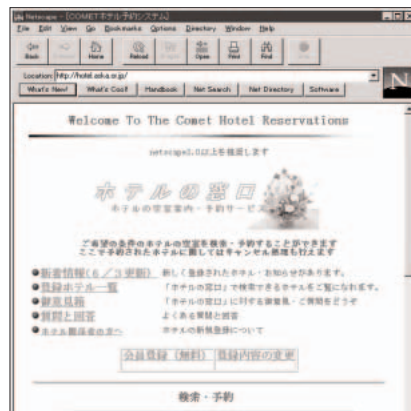 Netscape - [COMETホテル予約システム]
File Edit View Go Bookmarks Options Directory Window Help
Back Home Reload Open Print Find
Location: http://hotel.aska.or.jp/
What's New! What's Cool! Handbook Net Search Net Directory Software
Welcome To The Comet Hotel Reservations
netscape2.0以上を推奨します
ホテルの窓口
ホテルの空室案内・予約サービス
ご希望の条件のホテルの空室を検索・予約することができます
ここで予約されたホテルに関してはキャンセル処理も行えます
新着情報(6/3更新) 新しく登録されたホテル・お知らせがあります。
登録ホテル一覧 「ホテルの窓口」で検索できるホテルをご覧になれます。
御意見箱 「ホテルの窓口」に対する御意見・ご質問をどうぞ
質問と回答 よくある質問と回答
ホテル関係者の方へ ホテルの新規登録について
会員登録(無料) 登録内容の変更
検索・予約